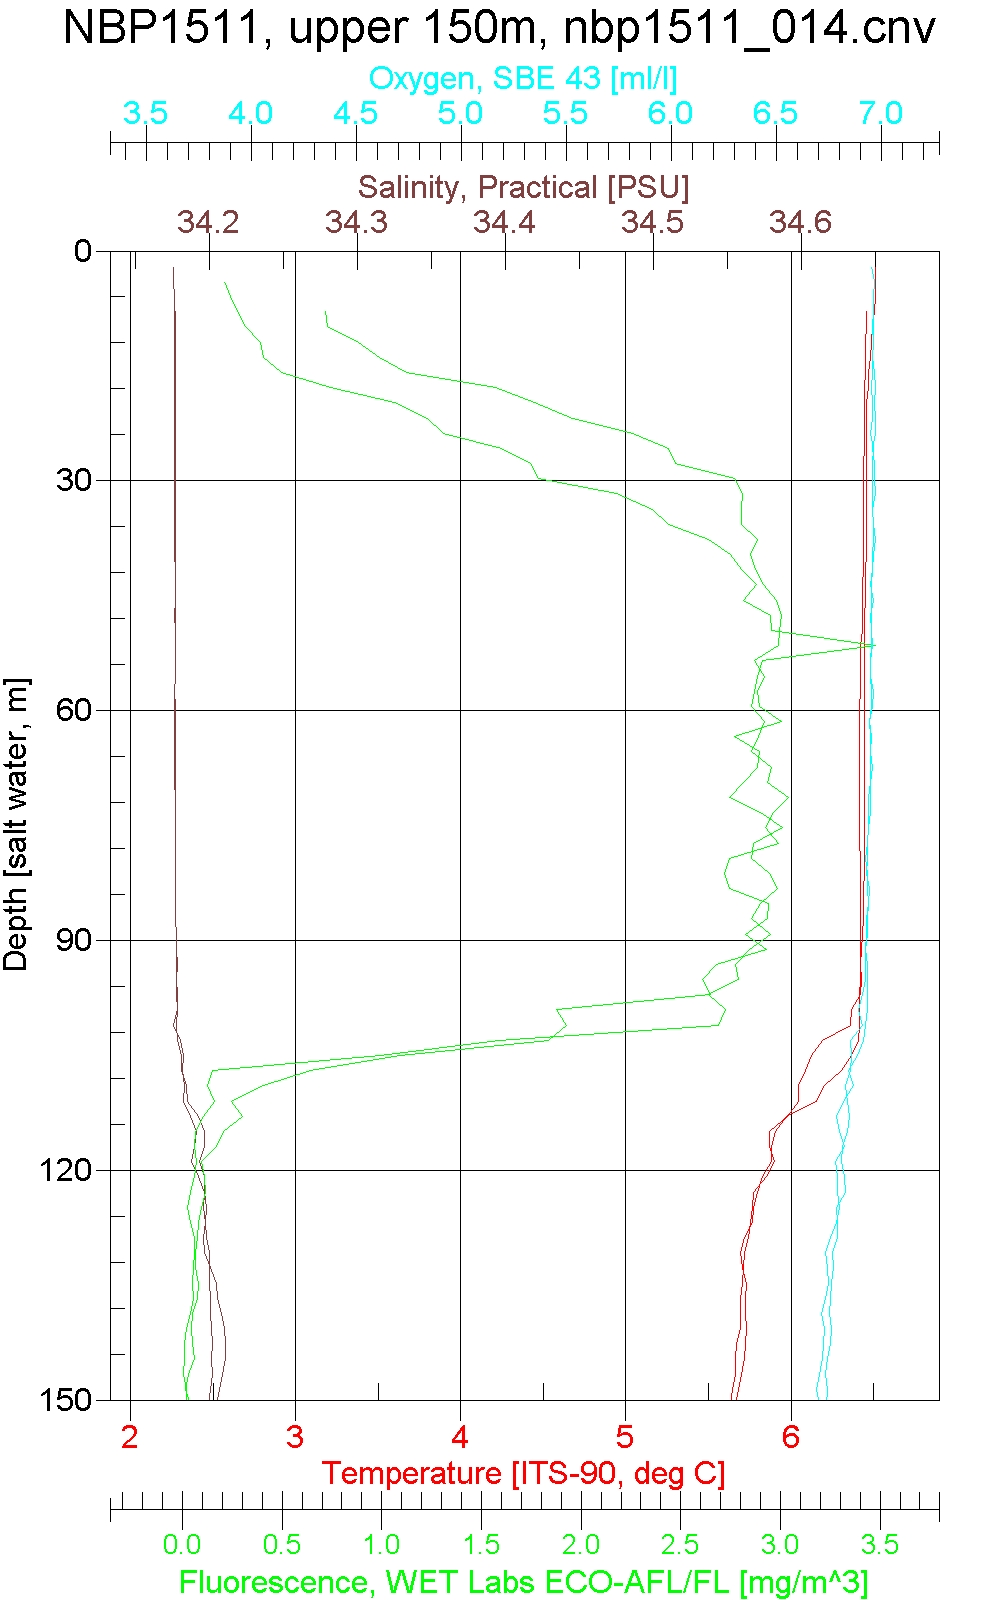 NBP1511, upper 150m, nbp1511_014.cnv
Oxygen, SBE 43 [ml/l]
3.5 4.0 4.5 5.0 5.5 6.0 6.5 7.0
Salinity, Practical [PSU]
34.2 34.3 34.4 34.5 34.6
0
30
60
90
120
150
Depth [salt water, m]
2 3 4 5 6
Temperature [ITS-90, deg C]
0.0 0.5 1.0 1.5 2.0 2.5 3.0 3.5
Fluorescence, WET Labs ECO-AFL/FL [mg/m^3]